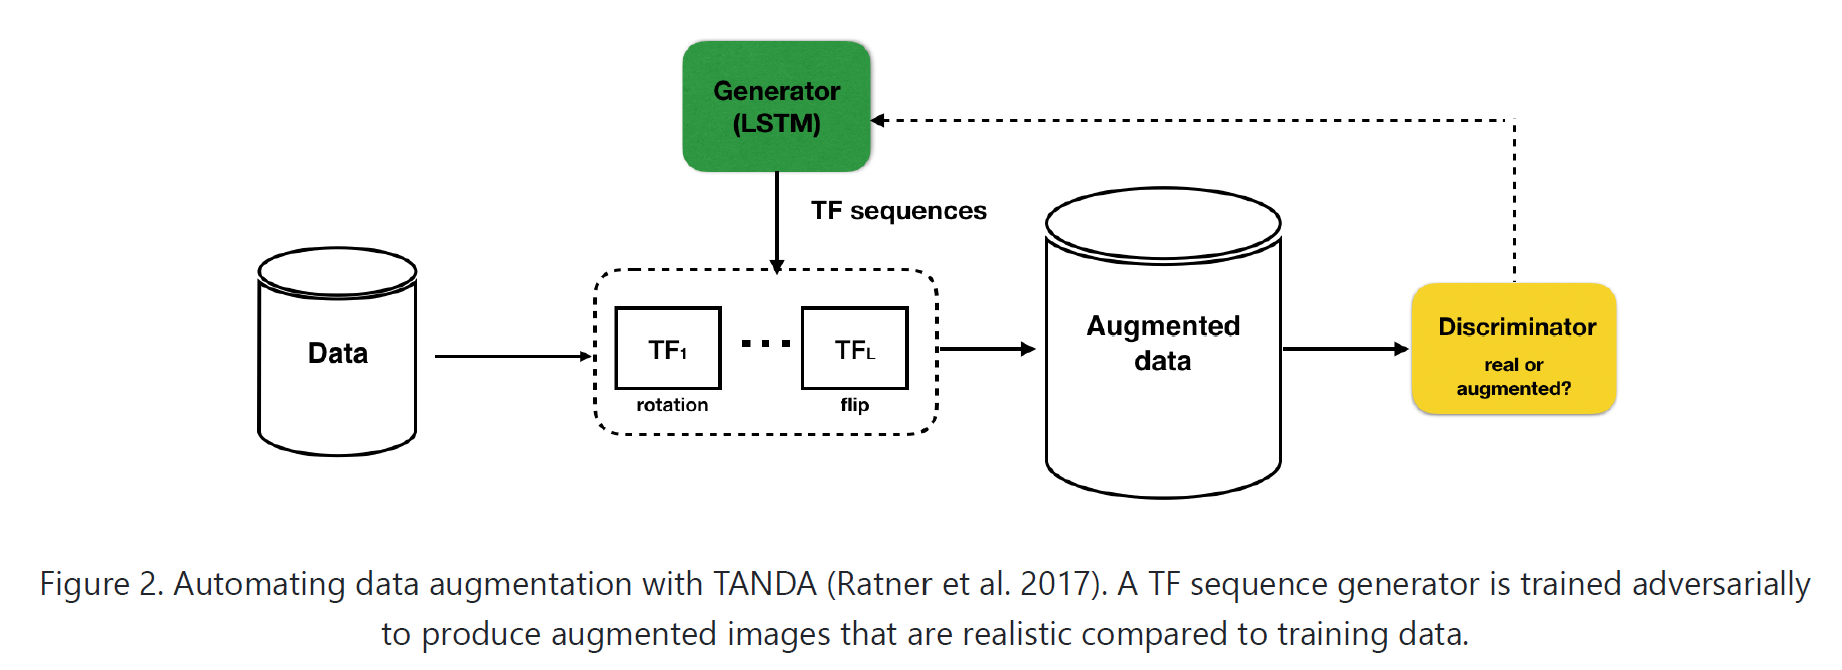 Generator
(LSTM)
TF sequences
Data
TF₁
TFL
rotation
flip
Augmented
data
Discriminator
real or
augmented?
Figure 2. Automating data augmentation with TANDA (Ratner et al. 2017). A TF sequence generator is trained adversarially
to produce augmented images that are realistic compared to training data.